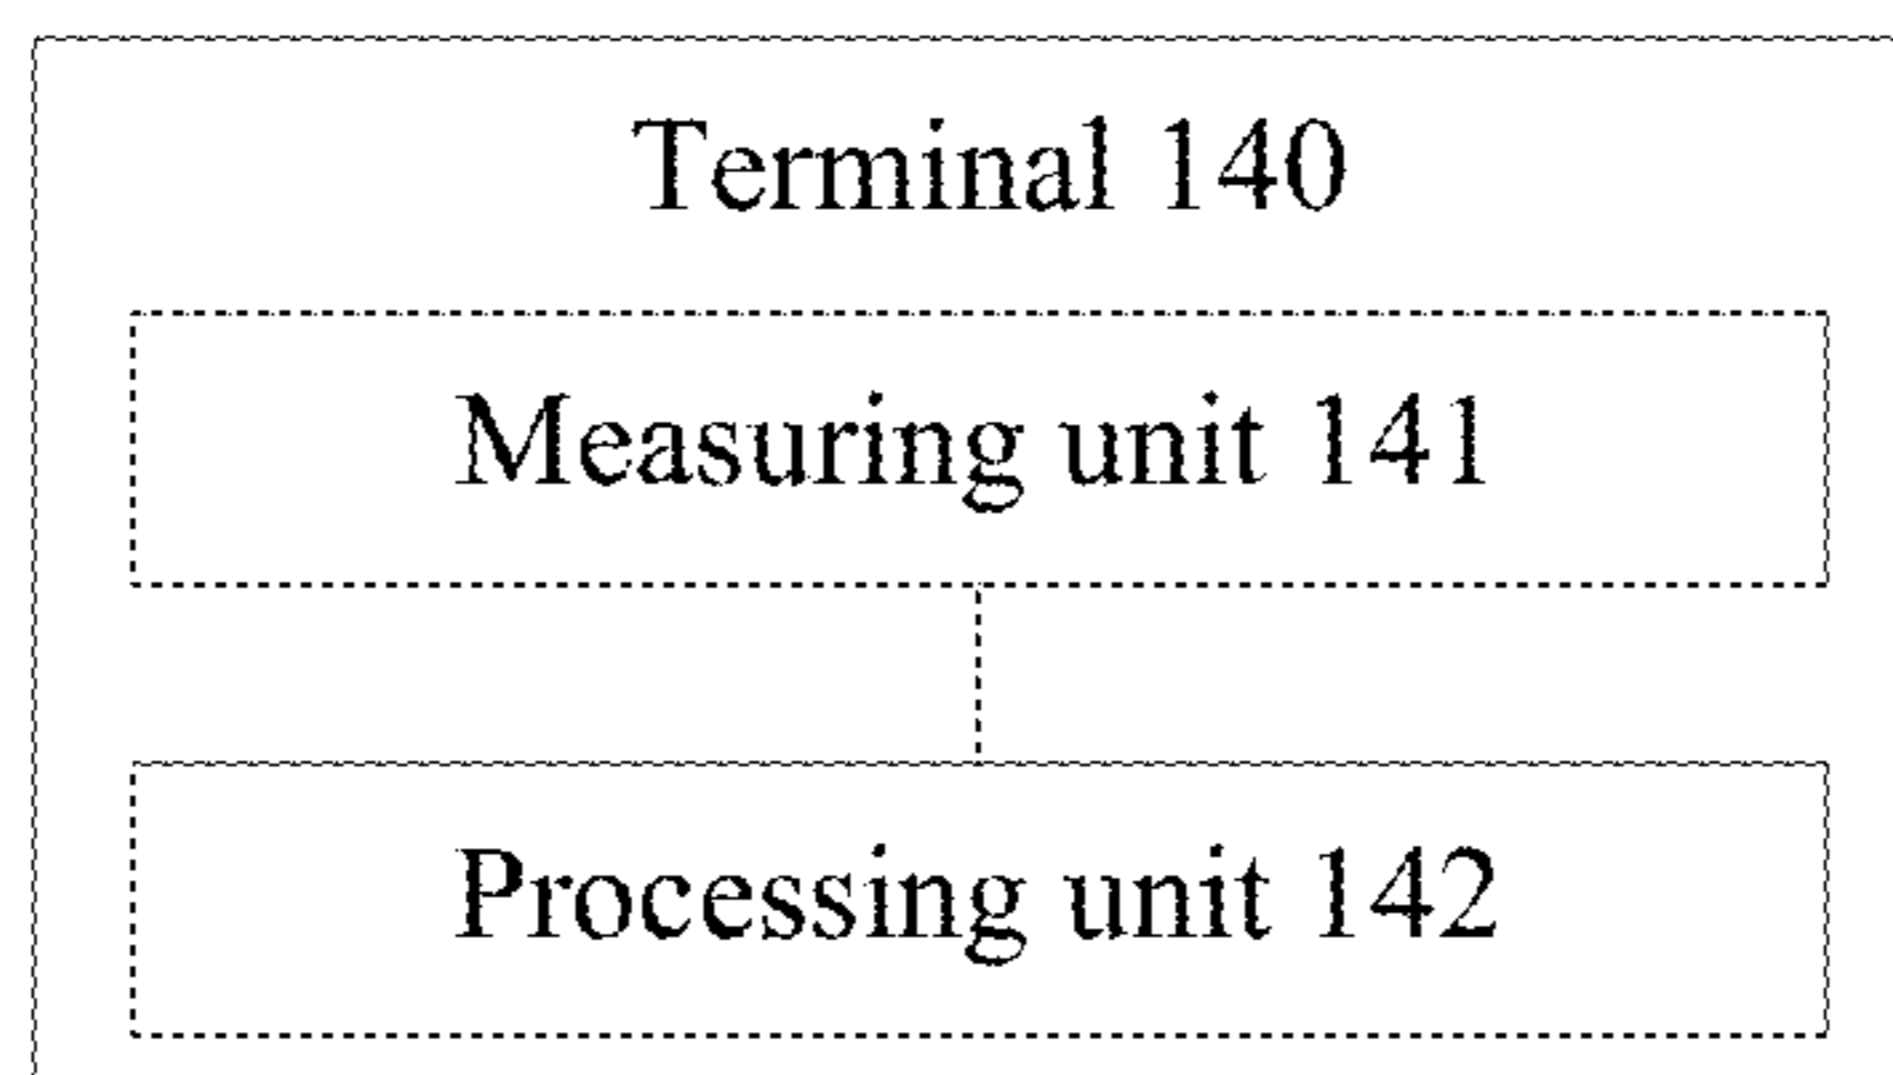 Terminal 140
Measuring unit 141
Processing unit 142